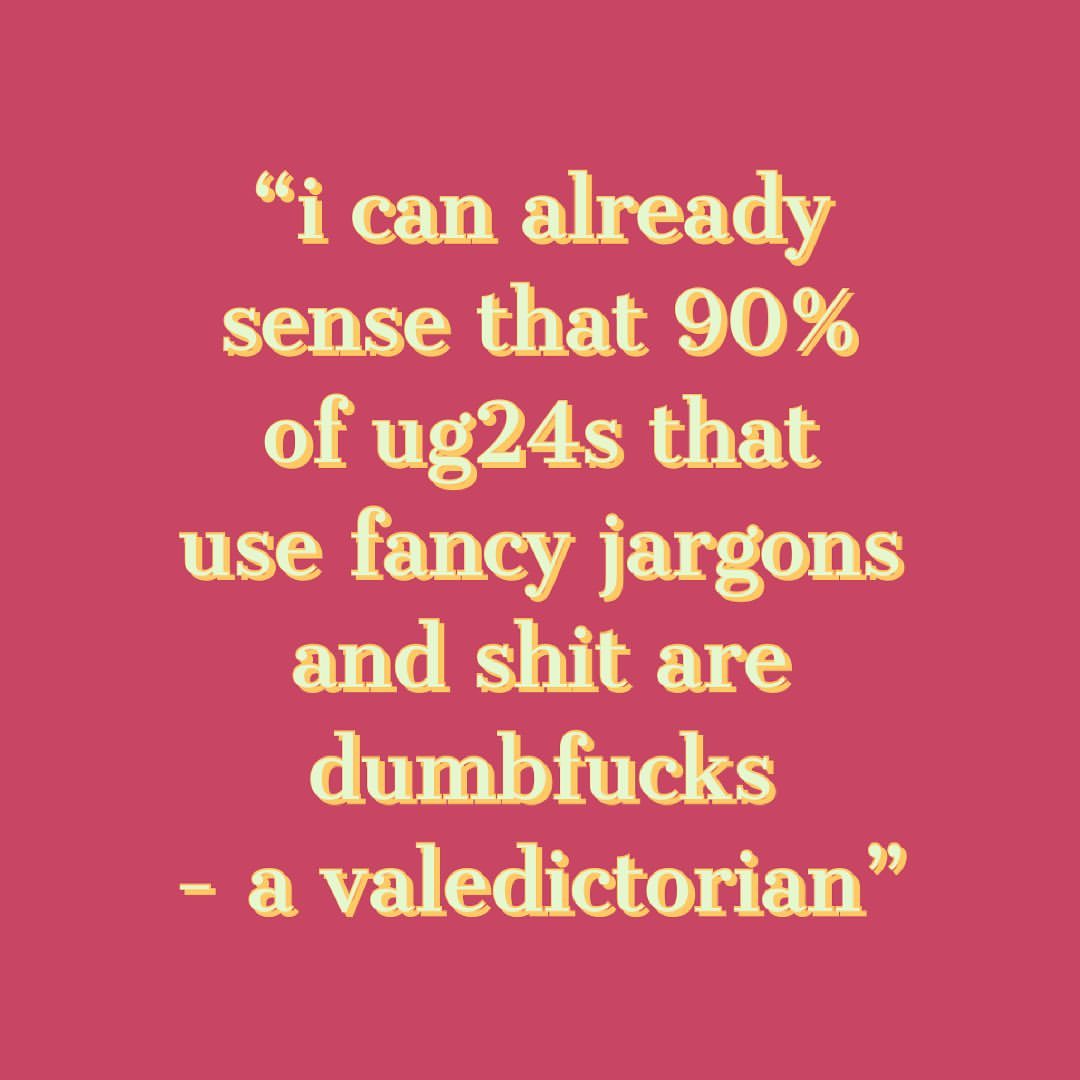 “i can already
sense that 90%
of ug24s that
use fancy jargons
and shit are
dumbfucks
- a valedictorian”